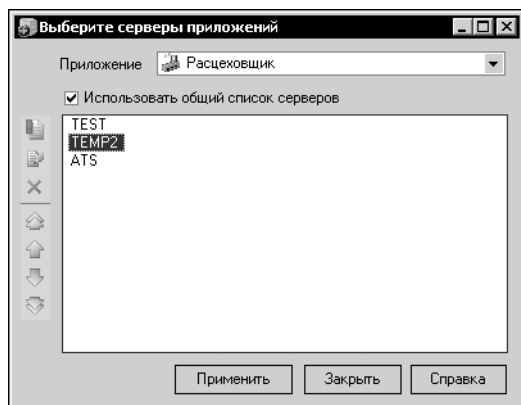 Выберите серверы приложений
Приложение Расцеховщик
Использовать общий список серверов
TEST
TEMP2
ATS
Применить Закрыть Справка